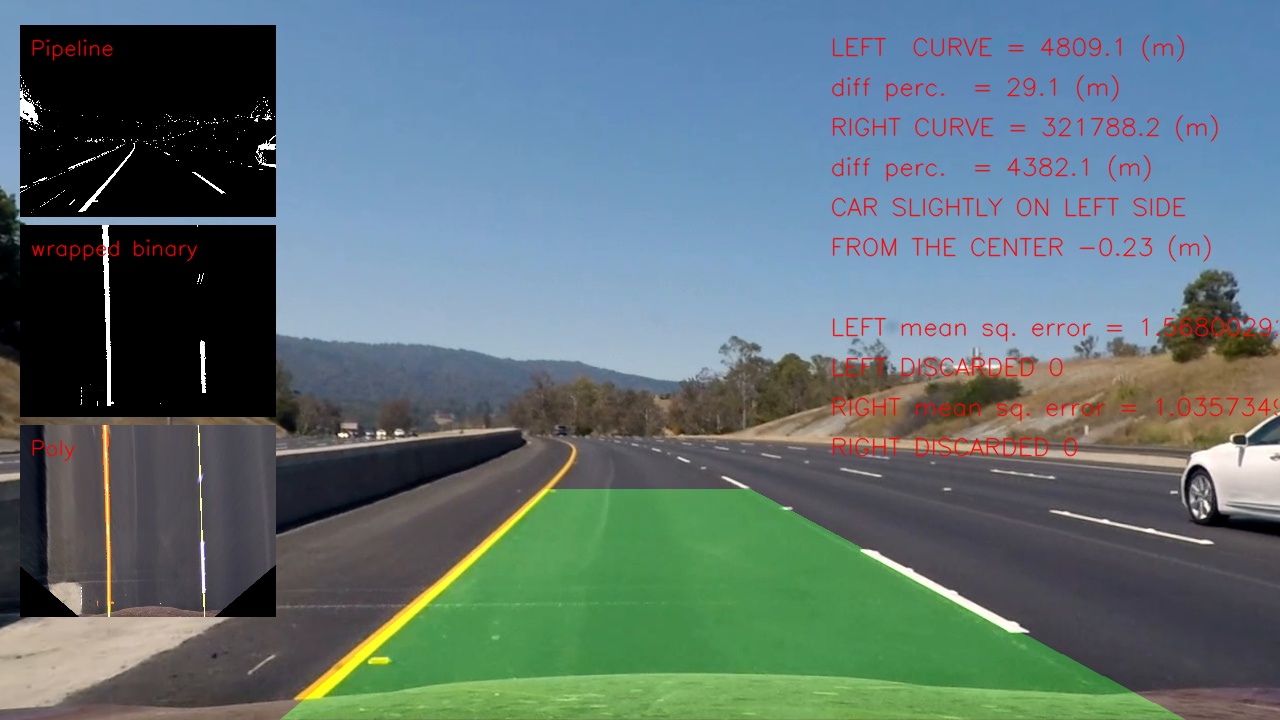 Pipeline
wrapped binary
Poly
LEFT CURVE = 4809.1 (m)
diff perc. = 29.1 (m)
RIGHT CURVE = 321788.2 (m)
diff perc. = 4382.1 (m)
CAR SLIGHTLY ON LEFT SIDE
FROM THE CENTER -0.23 (m)
LEFT mean sq. error = 1.5680029
LEFT DISCARDED 0
RIGHT mean sq. error = 1.0357349
RIGHT DISCARDED 0